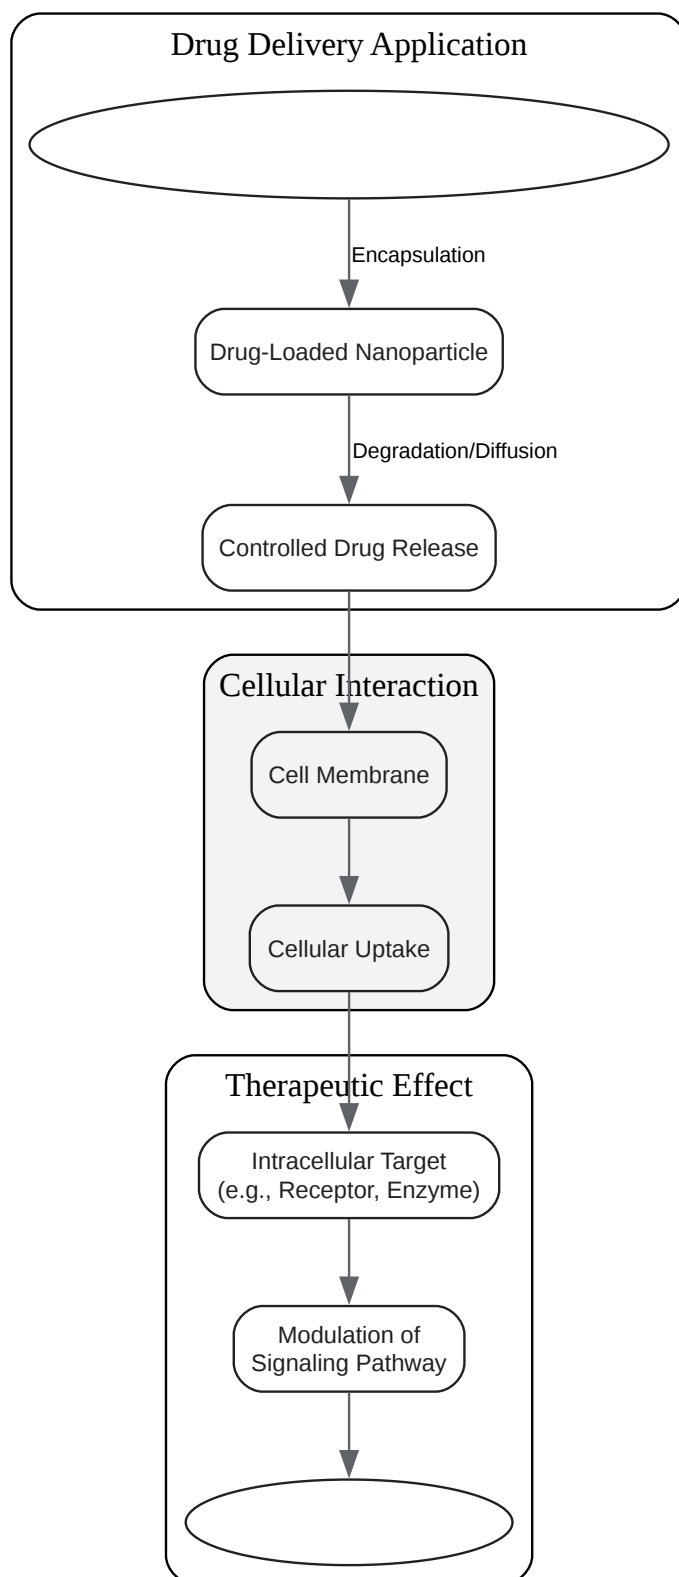 Drug Delivery Application
Encapsulation
Drug-Loaded Nanoparticle
Degradation/Diffusion
Controlled Drug Release
Cellular Interaction
Cell Membrane
Cellular Uptake
Therapeutic Effect
Intracellular Target
(e.g., Receptor, Enzyme)
Modulation of
Signaling Pathway